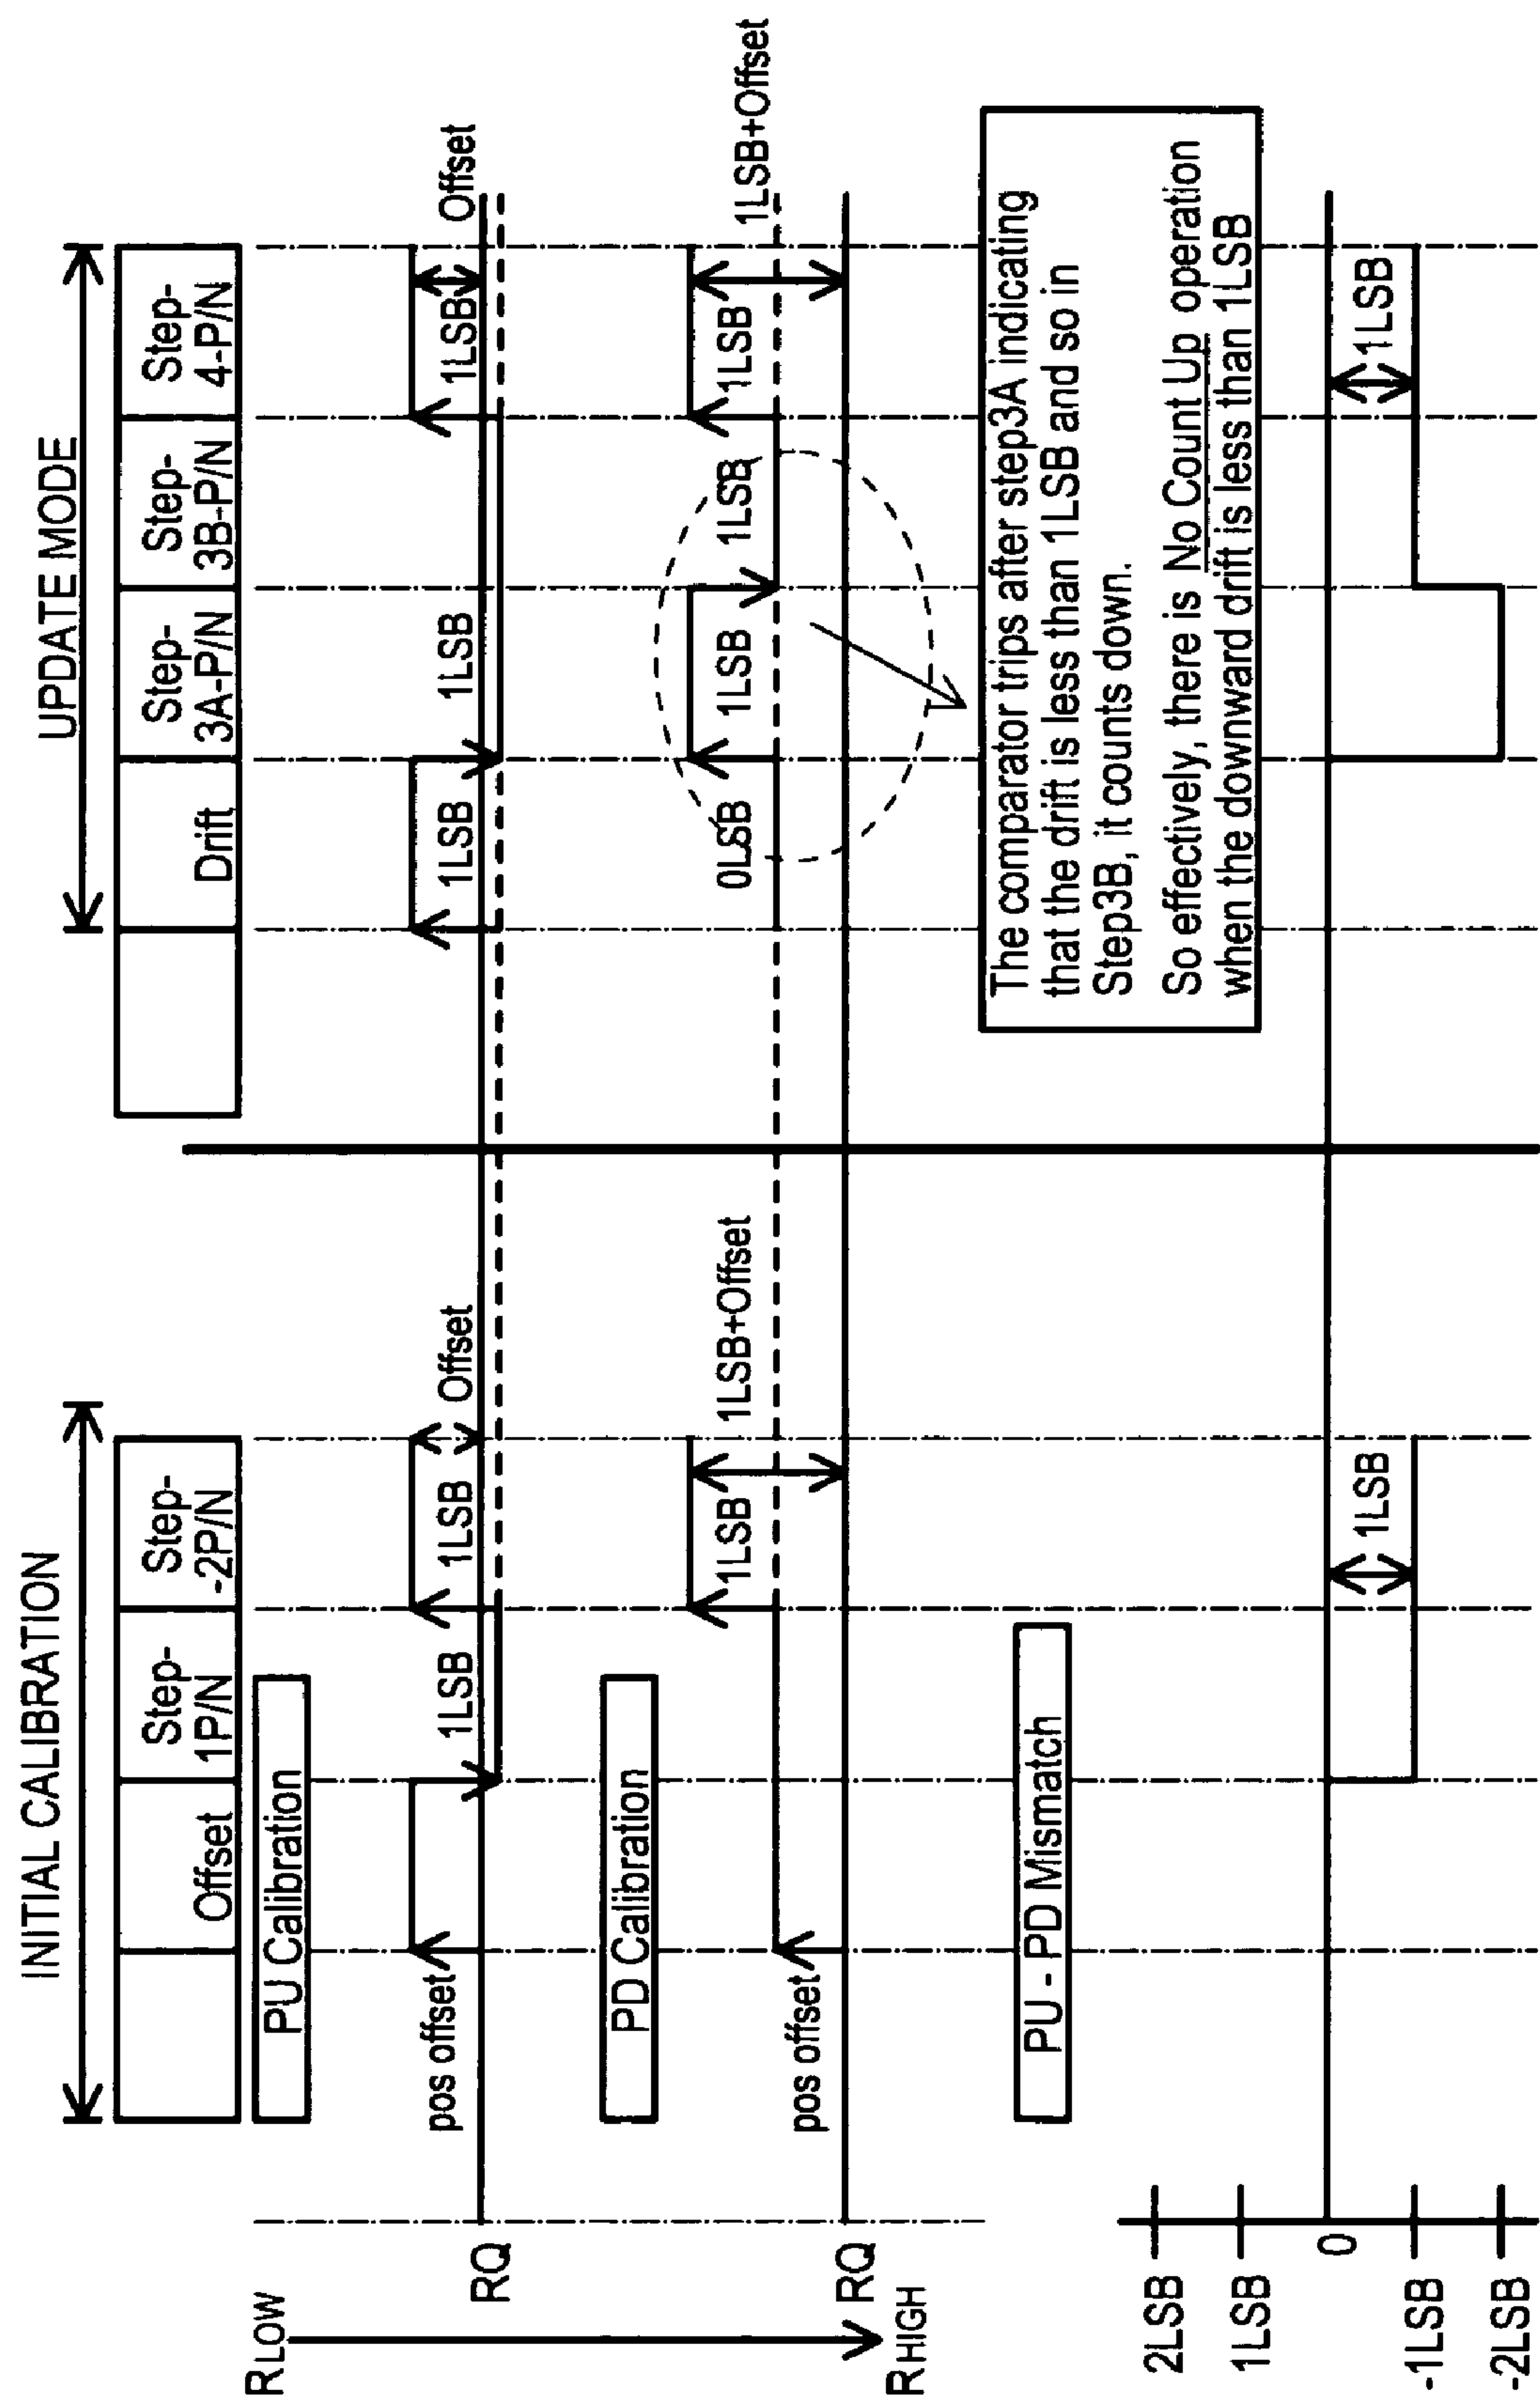 INITIAL CALIBRATION
UPDATE MODE
Offset
Step-
1P/N
Step-
-2P/N
Drift
Step-
3A-P/N
Step-
3B-P/N
Step-
4-P/N
PU Calibration
RLOW
pos offset
1LSB
1LSB
Offset
1LSB
1LSB
1LSB
Offset
RQ
PD Calibration
pos offset
1LSB
1LSB+Offset
0LSB
1LSB
1LSB
1LSB
1LSB+Offset
RQ
RHIGH
The comparator trips after step3A indicating
that the drift is less than 1LSB and so in
Step3B, it counts down.
So effectively, there is No Count Up operation
when the downward drift is less than 1LSB
PU - PD Mismatch
2LSB
1LSB
0
-1LSB
-2LSB
1LSB
1LSB